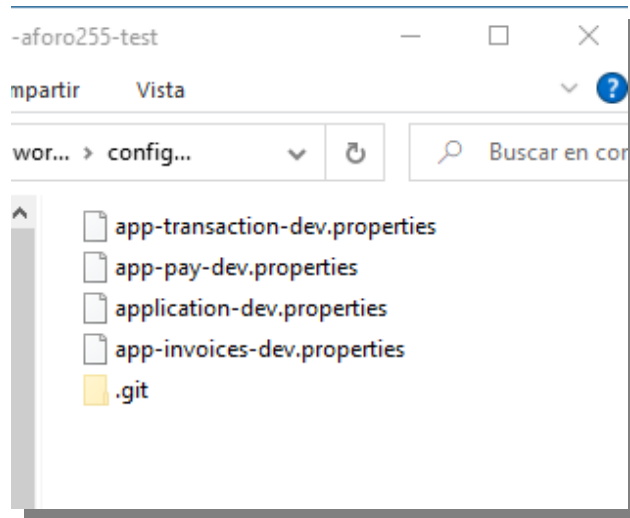 -aforo255-test
mpartir Vista
wor... > config... Buscar en cor
app-transaction-dev.properties
app-pay-dev.properties
application-dev.properties
app-invoices-dev.properties
.git